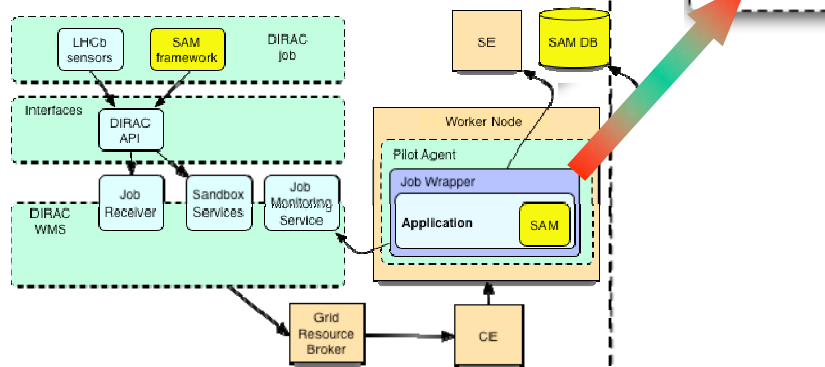 LHCb
sensors
SAM
framework
DIRAC
job
SE
SAM DB
Interfaces
DIRAC
API
Worker Node
Pilot Agent
Job Wrapper
Application
SAM
Job
Receiver
Sandbox
Services
Job
Monitoring
Service
DIRAC
WMS
Grid
Resource
Broker
CE